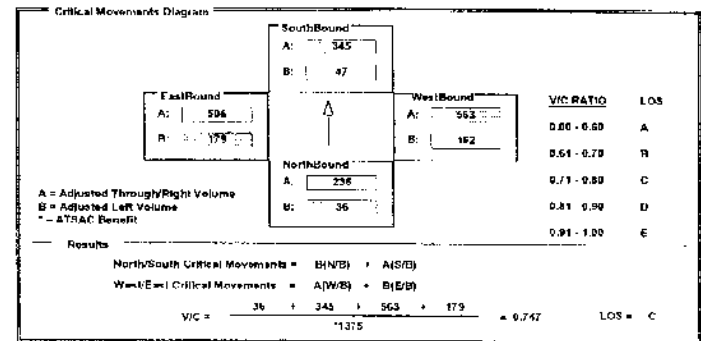 Critical Movements Diagram
SouthBound
A: 345
B: 47
EastBound
A: 506
B: 179
WestBound
A: 563
B: 162
NorthBound
A: 236
B: 36
V/C RATIO LOS
0.00 - 0.60 A
0.61 - 0.70 B
0.71 - 0.80 C
0.81 - 0.90 D
0.91 - 1.00 E
A = Adjusted Through/Right Volume
B = Adjusted Left Volume
* = ATSAC Benefit
Results
North/South Critical Movements = B(N/B) + A(S/B)
West/East Critical Movements = A(W/B) + B(E/B)
36 + 345 + 563 + 179
V/C = = 0.747 LOS = C
*1375